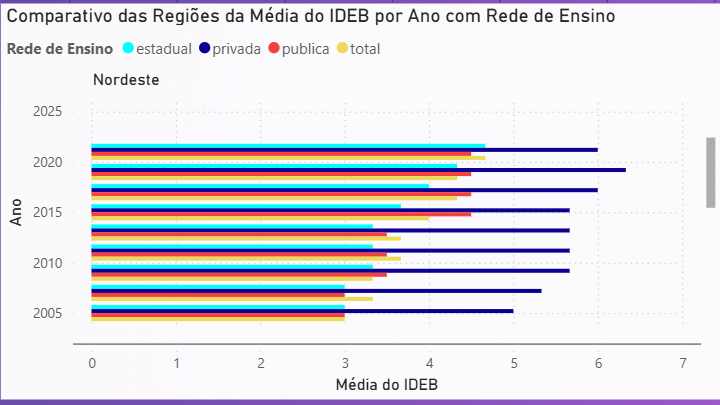 Comparativo das Regiões da Média do IDEB por Ano com Rede de Ensino
Rede de Ensino estadual privada publica total
Nordeste
2025
2020
2015
2010
2005
Ano
0 1 2 3 4 5 6 7
Média do IDEB